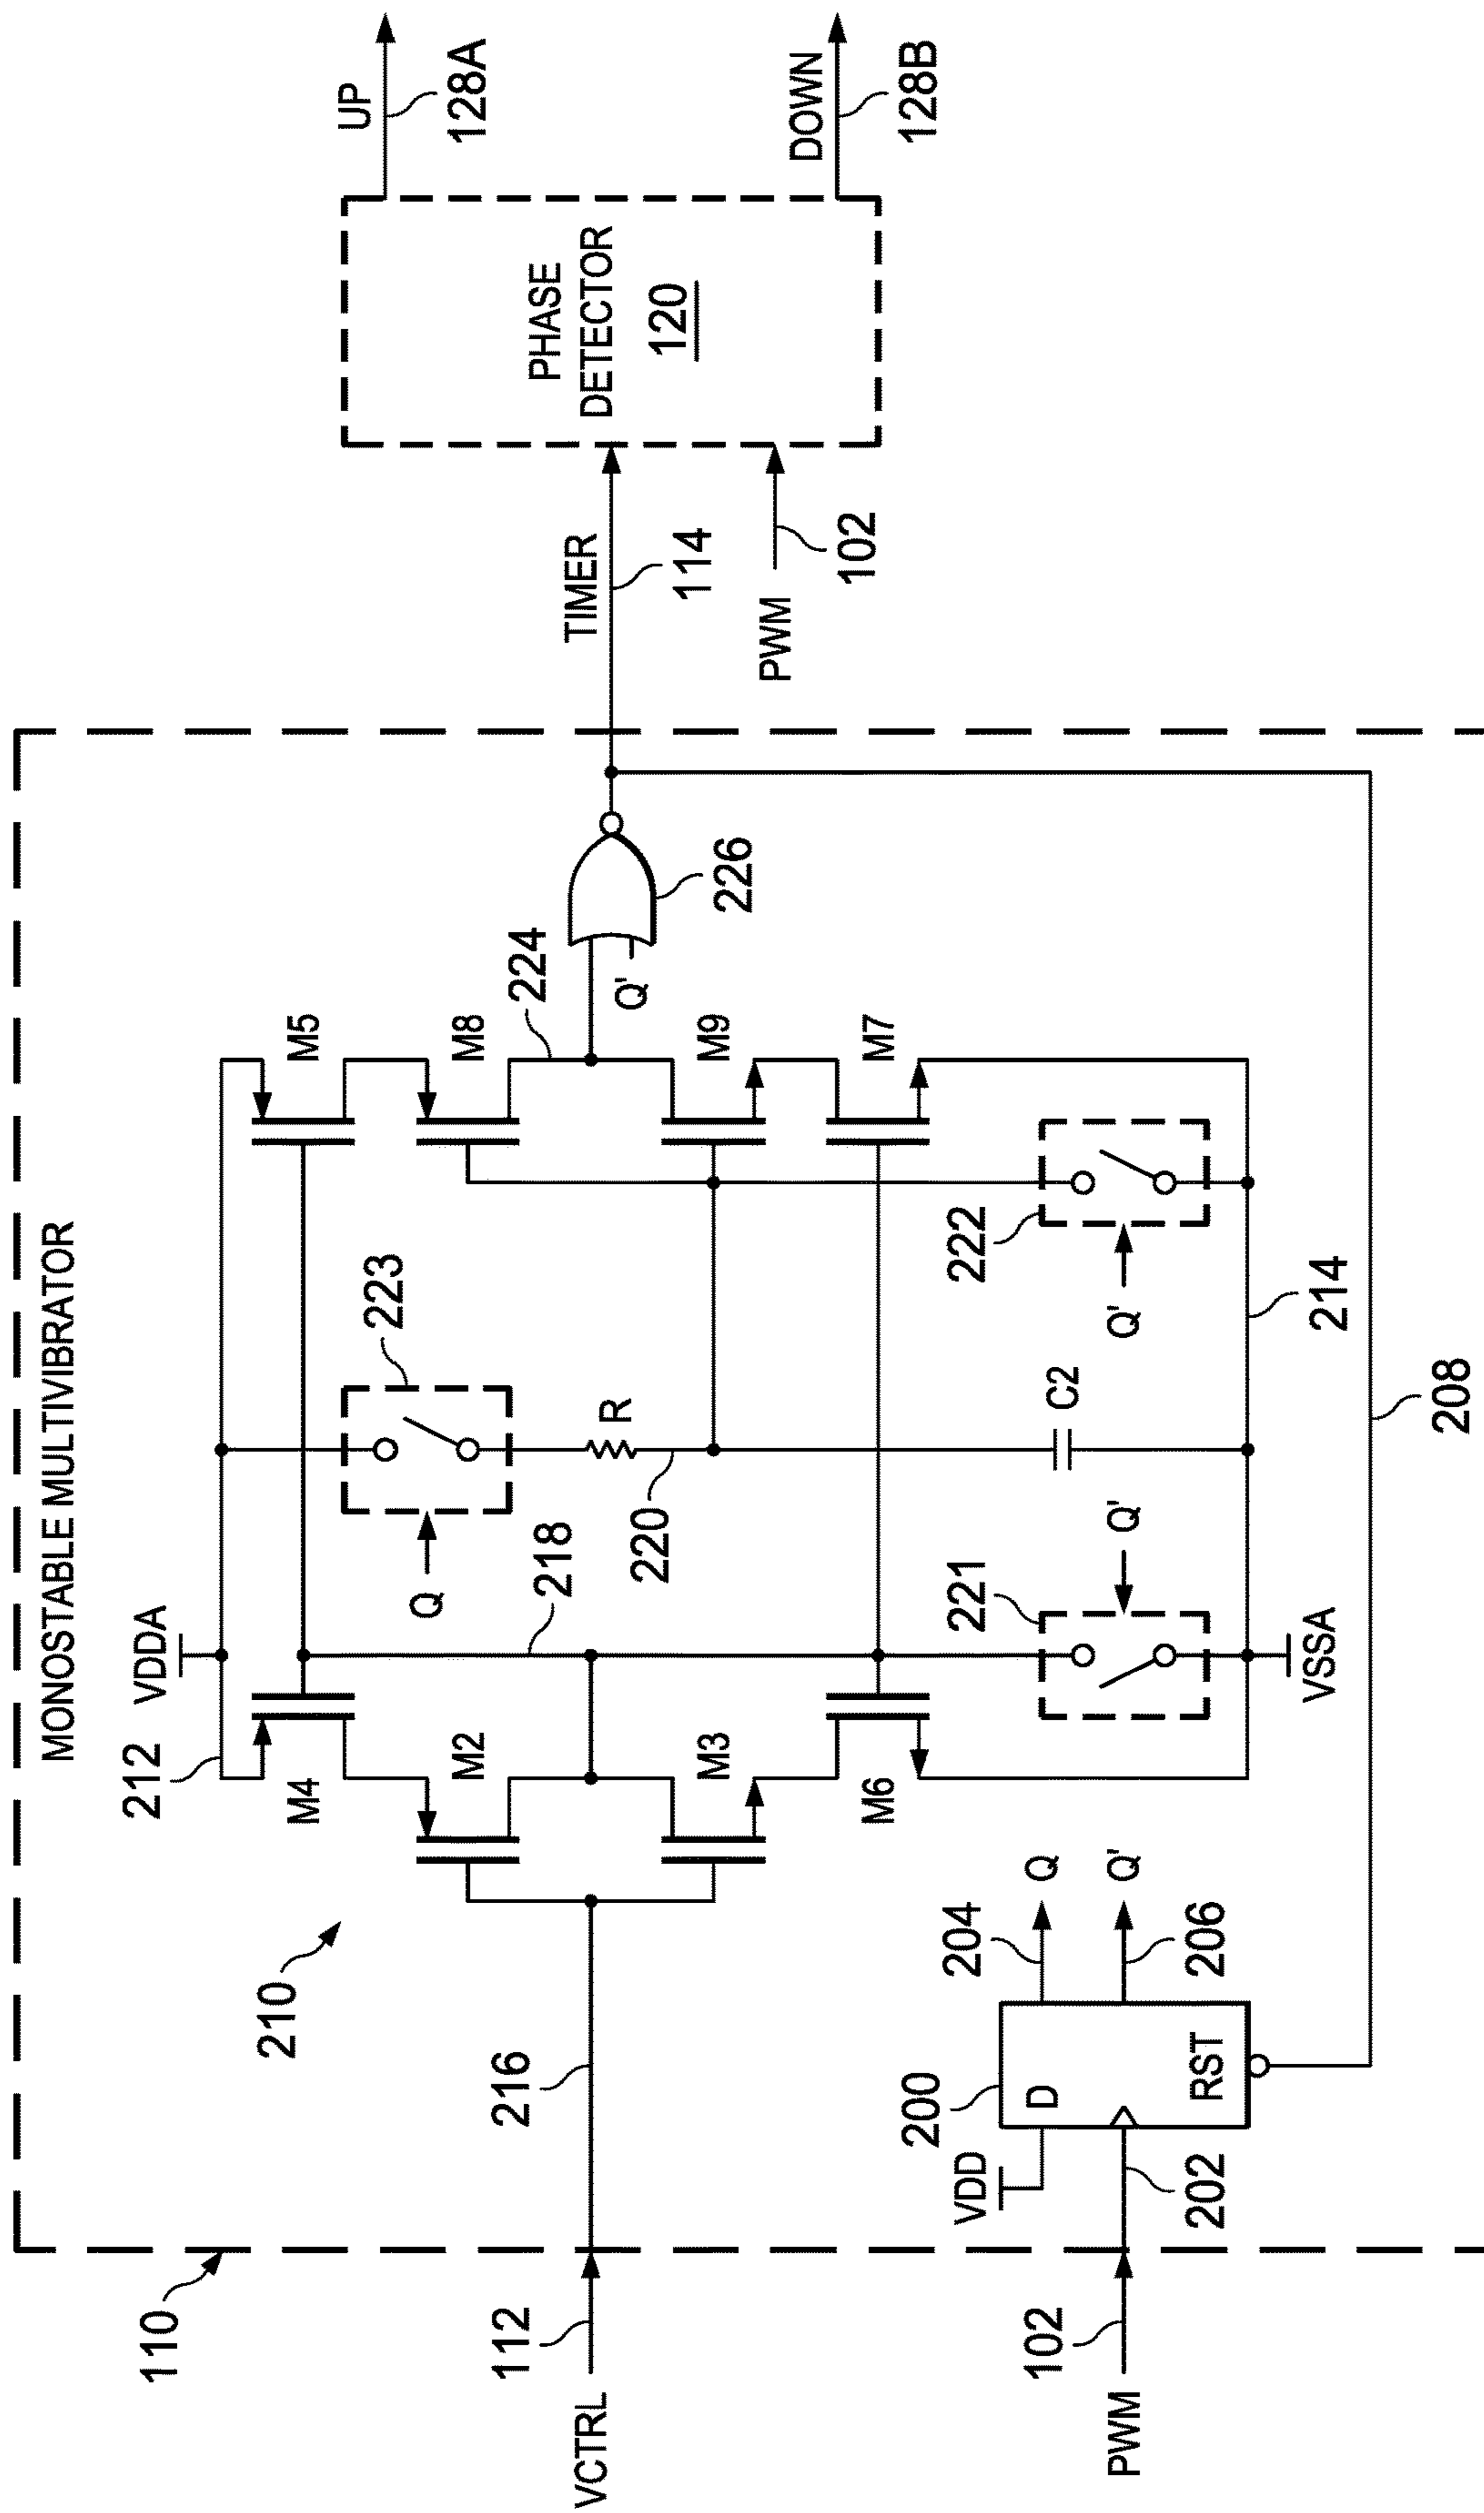 MONOSTABLE MULTIVIBRATOR
110
212
VDDA
210
M4
M2
M3
M6
218
Q
223
R
220
C2
221
Q'
VSSA
222
Q'
214
M5
M8
M9
M7
224
Q'
226
VCTRL
112
216
PWM
102
202
VDD
200
D
RST
204
Q
206
Q'
208
TIMER
114
PWM
102
PHASE
DETECTOR
120
UP
128A
DOWN
128B